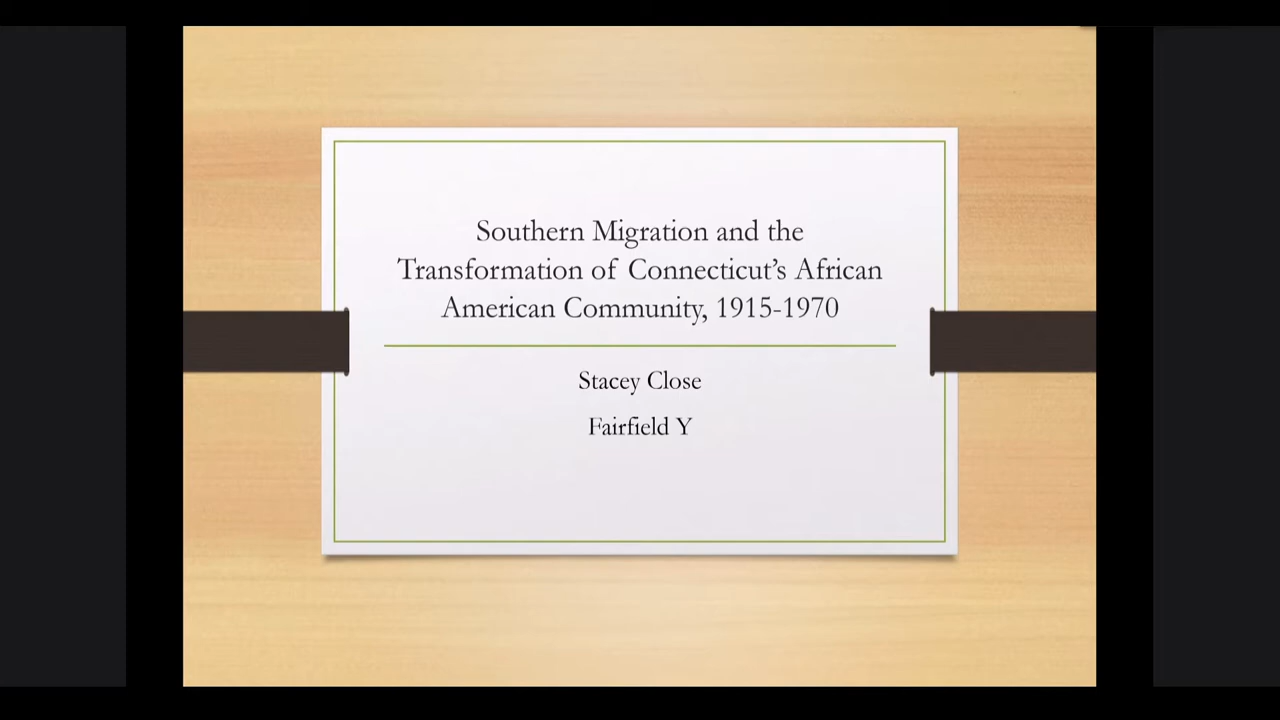 Southern Migration and the
Transformation of Connecticut’s African
American Community, 1915-1970
Stacey Close
Fairfield Y